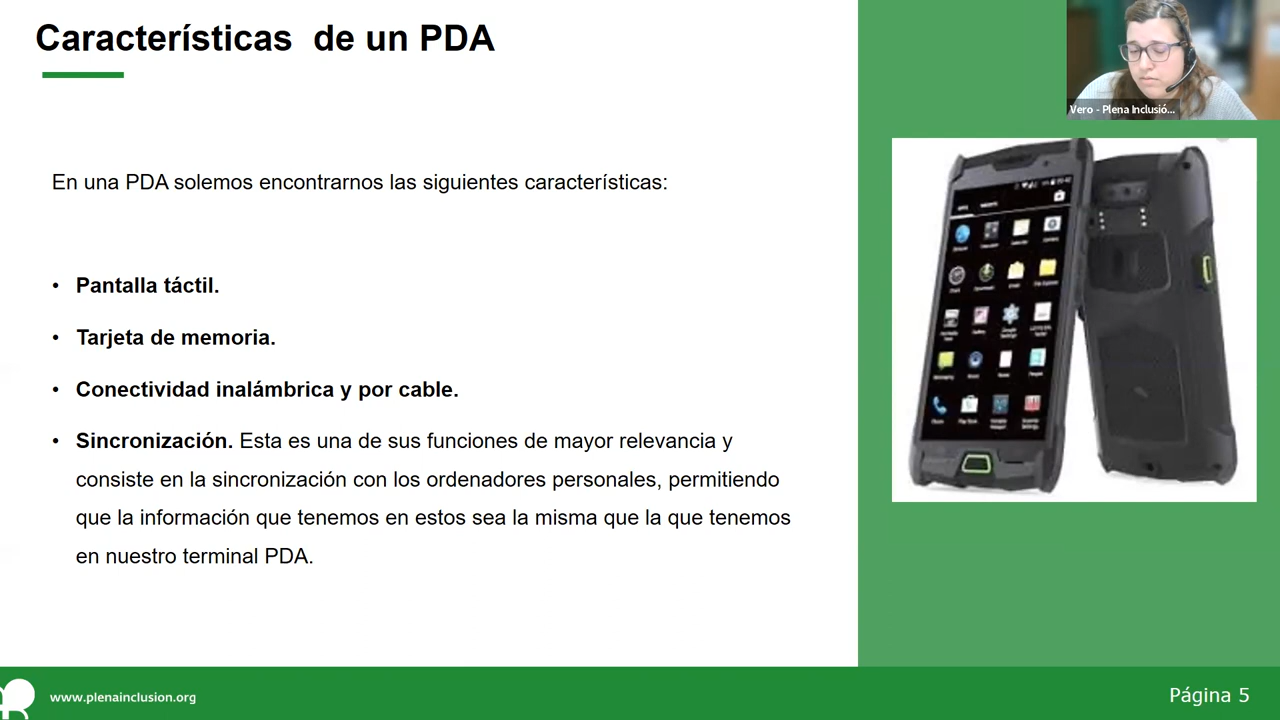 Características de un PDA
Vero - Plena Inclusió...
En una PDA solemos encontrarnos las siguientes características:
• Pantalla táctil.
• Tarjeta de memoria.
• Conectividad inalámbrica y por cable.
• Sincronización. Esta es una de sus funciones de mayor relevancia y
consiste en la sincronización con los ordenadores personales, permitiendo
que la información que tenemos en estos sea la misma que la que tenemos
en nuestro terminal PDA.
www.plenainclusion.org
Página 5